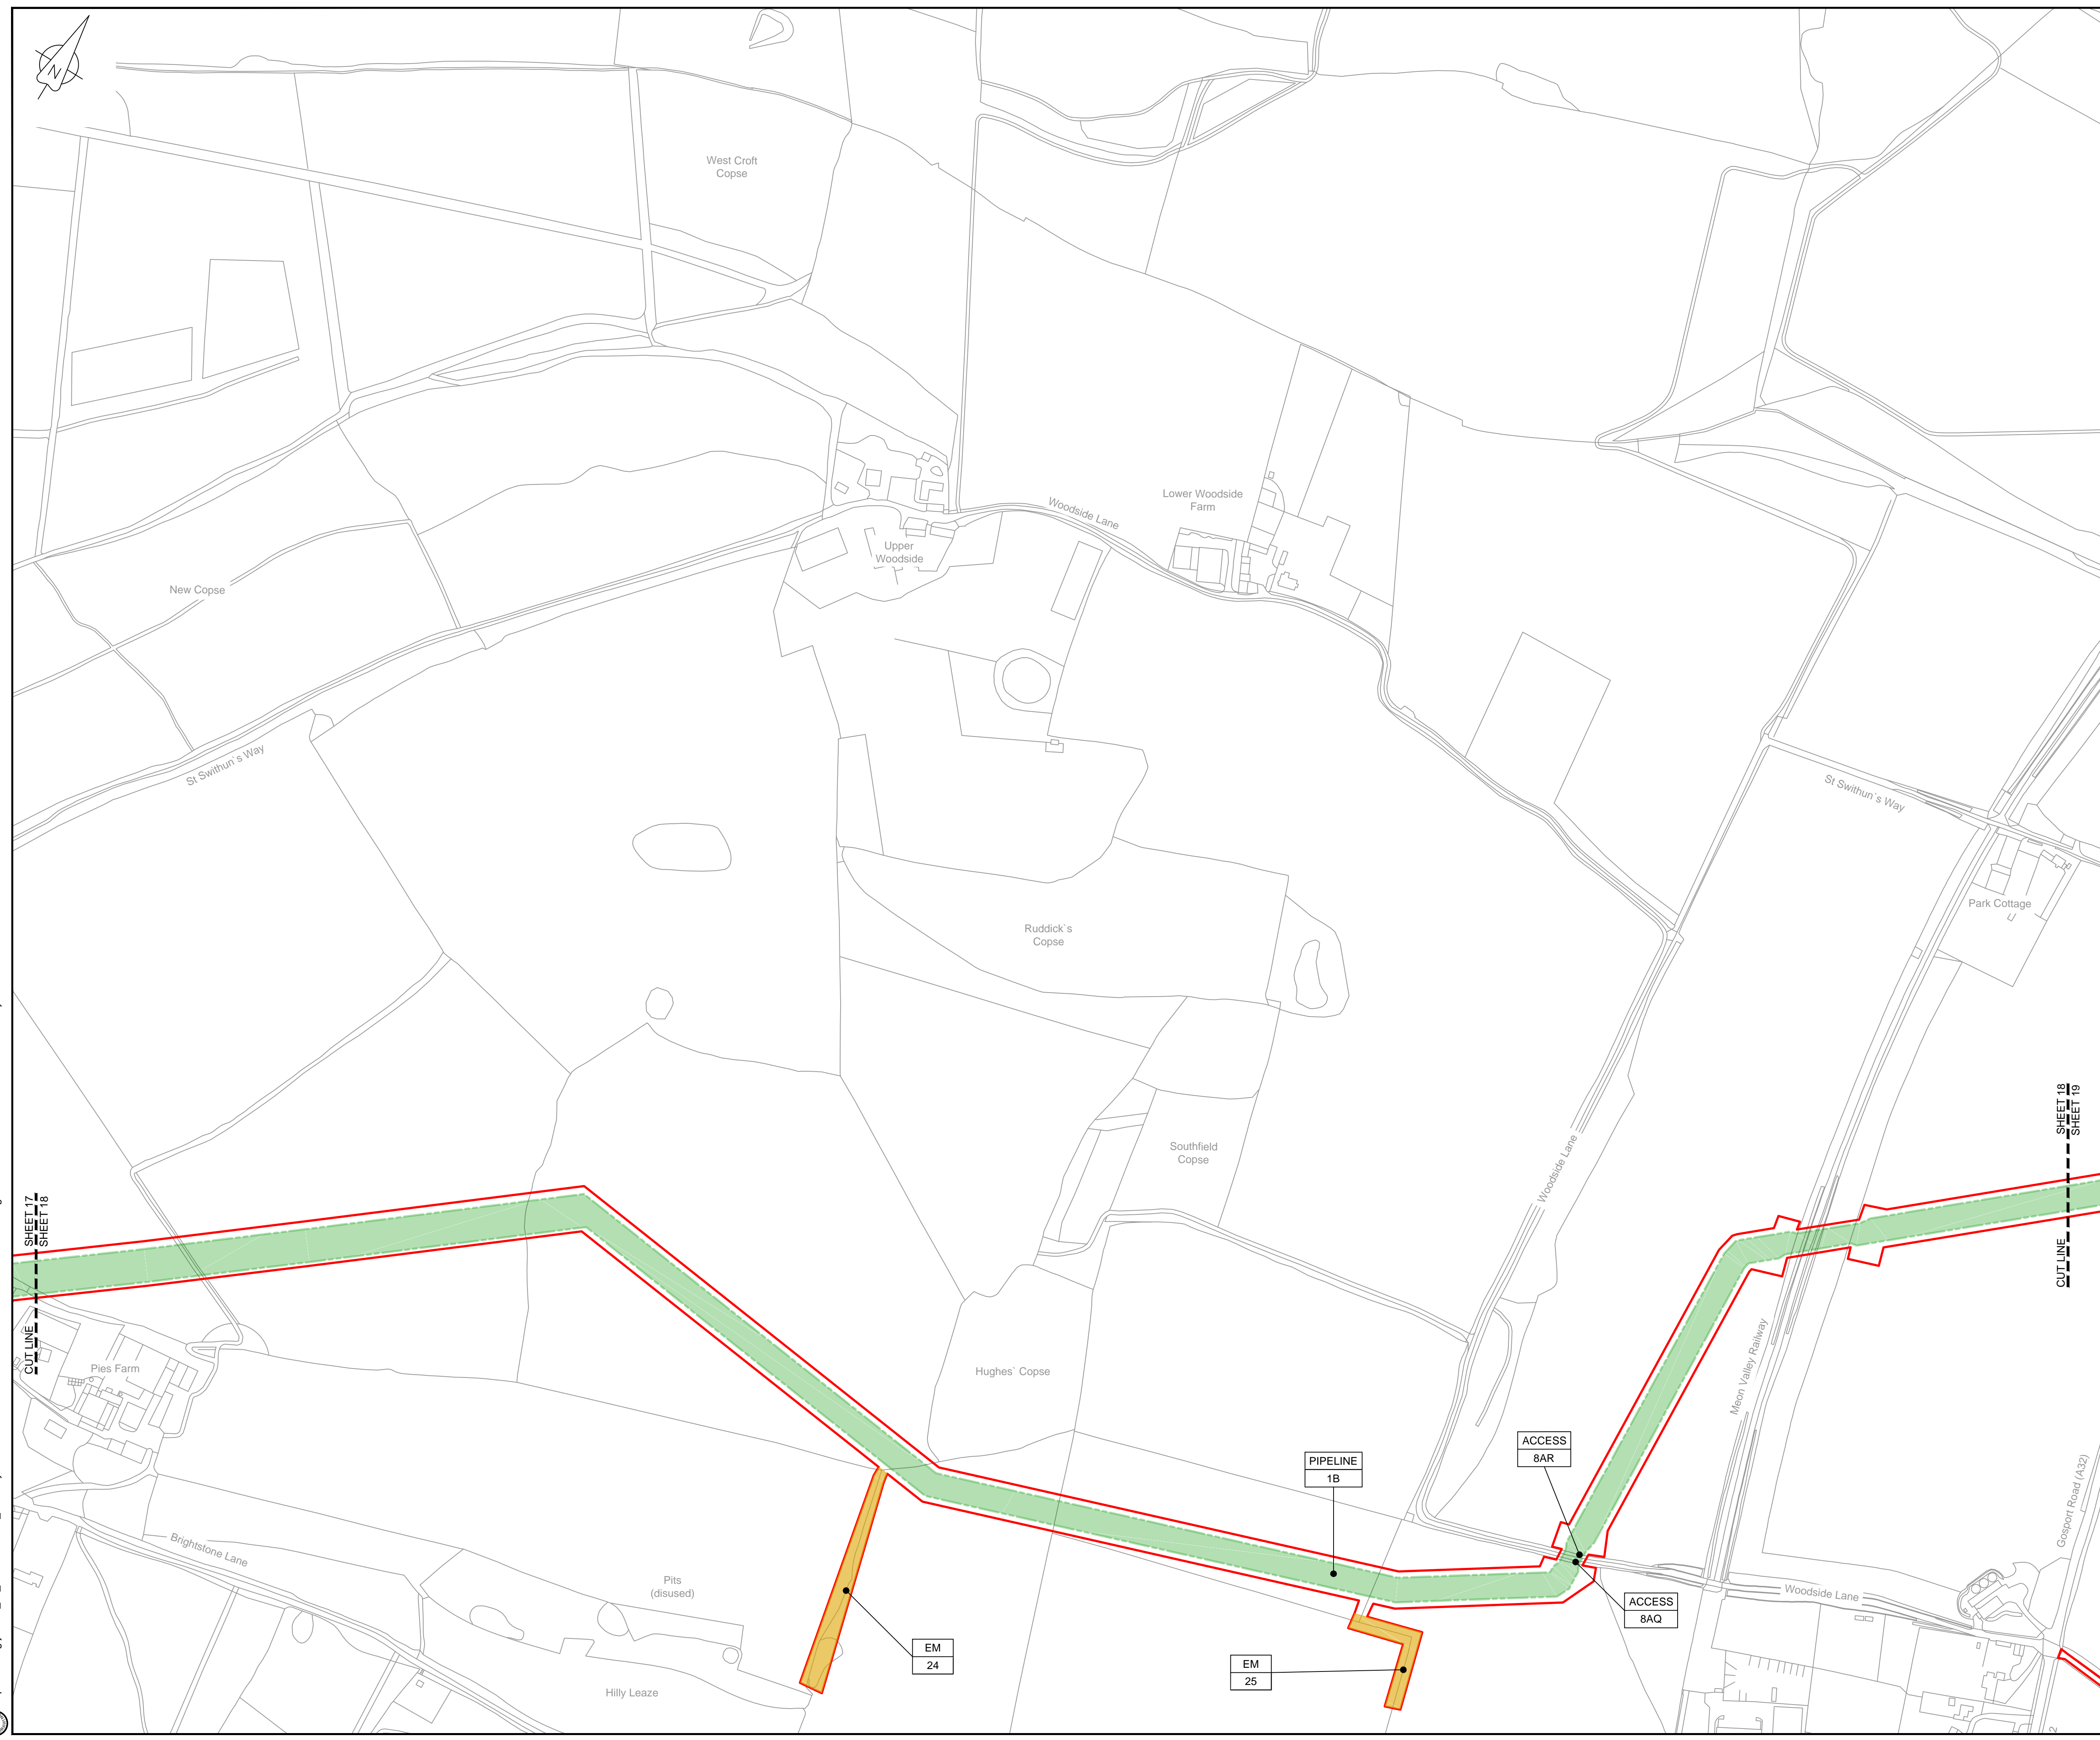 N
West Croft
Copse
Woodside Lane
Lower Woodside
Farm
Upper
Woodside
New Copse
St Swithun`s Way
St Swithun`s Way
Park Cottage
Ruddick`s
Copse
Southfield
Copse
Woodside Lane
SHEET 17
SHEET 18
CUT LINE
SHEET 18
SHEET 19
CUT LINE
Pies Farm
Hughes` Copse
Meon Valley Railway
ACCESS
8AR
PIPELINE
1B
Gosport Road (A32)
Brightstone Lane
Pits
(disused)
Woodside Lane
ACCESS
8AQ
EM
24
EM
25
Hilly Leaze